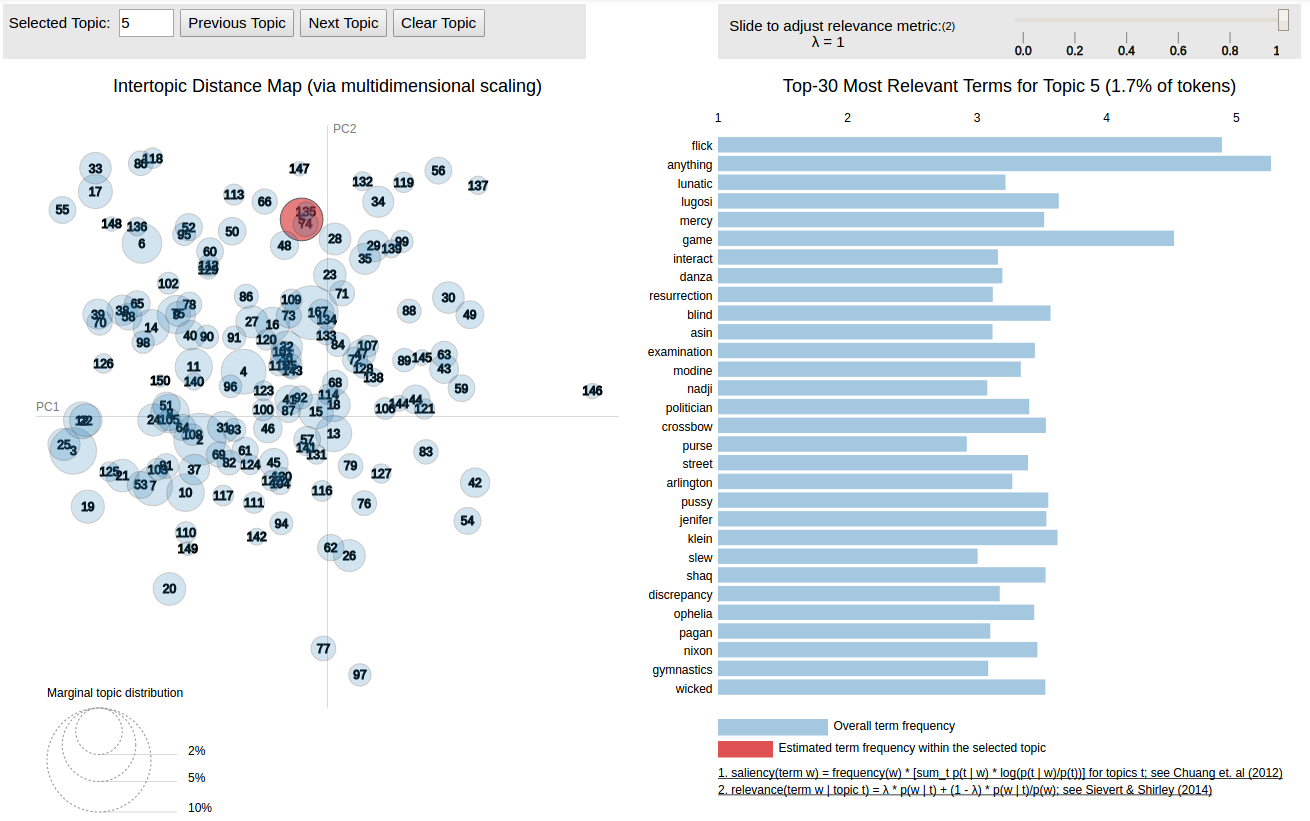 Selected Topic: 5 Previous Topic Next Topic Clear Topic
Slide to adjust relevance metric:(2)
λ = 1
0.0 0.2 0.4 0.6 0.8 1
Intertopic Distance Map (via multidimensional scaling)
PC2
PC1
33
118
147
56
132
119
137
17
113
66
34
55
135
74
148
136
52
95
50
6
48
28
29
99
139
60
35
23
102
71
86
109
30
65
78
39
38
58
70
88
49
167
134
73
27
16
14
133
40
90
91
120
98
84
107
126
11
4
89
145
63
43
128
138
150
140
96
123
68
59
146
114
92
100
87
15
18
106
144
44
121
51
24
105
64
108
2
31
93
46
13
57
25
3
131
83
69
82
61
124
45
79
127
125
21
81
37
53
7
10
117
116
42
19
111
76
94
54
110
149
142
62
26
20
77
97
Marginal topic distribution
2%
5%
10%
Top-30 Most Relevant Terms for Topic 5 (1.7% of tokens)
1 2 3 4 5
flick
anything
lunatic
lugosi
mercy
game
interact
danza
resurrection
blind
asin
examination
modine
nadji
politician
crossbow
purse
street
arlington
pussy
jenifer
klein
slew
shaq
discrepancy
ophelia
pagan
nixon
gymnastics
wicked
Overall term frequency
Estimated term frequency within the selected topic
1. saliency(term w) = frequency(w) * [sum_t p(t | w) * log(p(t | w)/p(t))] for topics t; see Chuang et. al (2012)
2. relevance(term w | topic t) = λ * p(w | t) + (1 - λ) * p(w | t)/p(w); see Sievert & Shirley (2014)